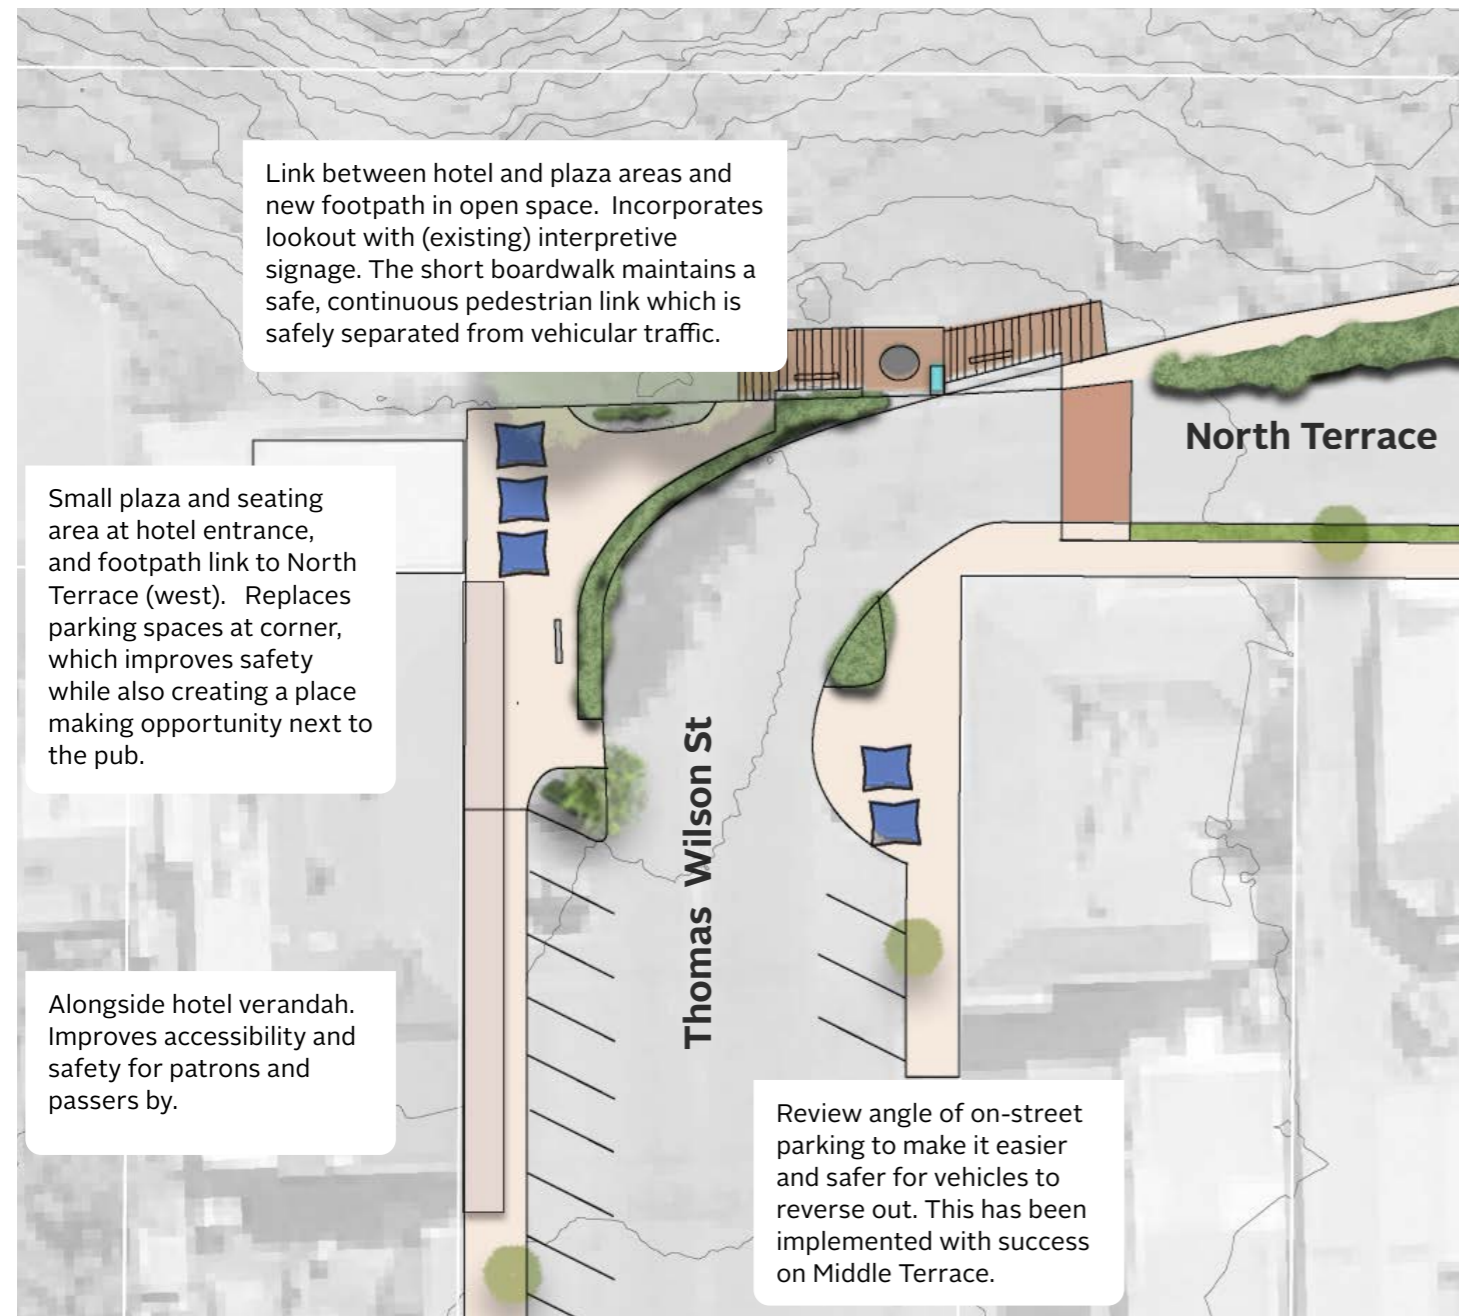 Link between hotel and plaza areas and
new footpath in open space.  Incorporates
lookout with (existing) interpretive
signage. The short boardwalk maintains a
safe, continuous pedestrian link which is
safely separated from vehicular traffic.
North Terrace
Small plaza and seating
area at hotel entrance,
and footpath link to North
Terrace (west).   Replaces
parking spaces at corner,
which improves safety
while also creating a place
making opportunity next to
the pub.
Thomas  Wilson St
Alongside hotel verandah.
Improves accessibility and
safety for patrons and
passers by.
Review angle of on-street
parking to make it easier
and safer for vehicles to
reverse out. This has been
implemented with success
on Middle Terrace.